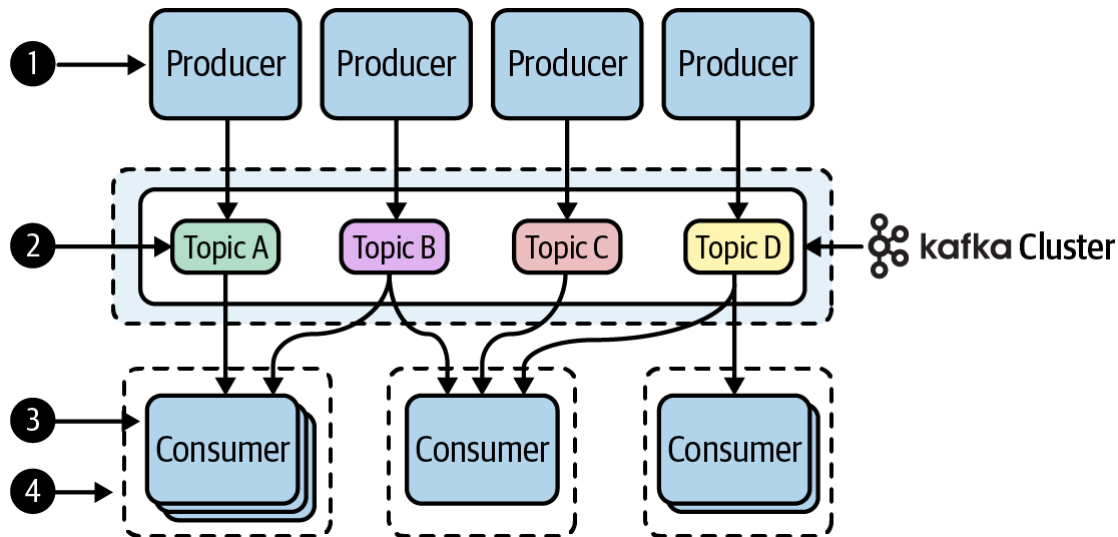 1
Producer
Producer
Producer
Producer
2
Topic A
Topic B
Topic C
Topic D
kafka Cluster
3
Consumer
Consumer
Consumer
4